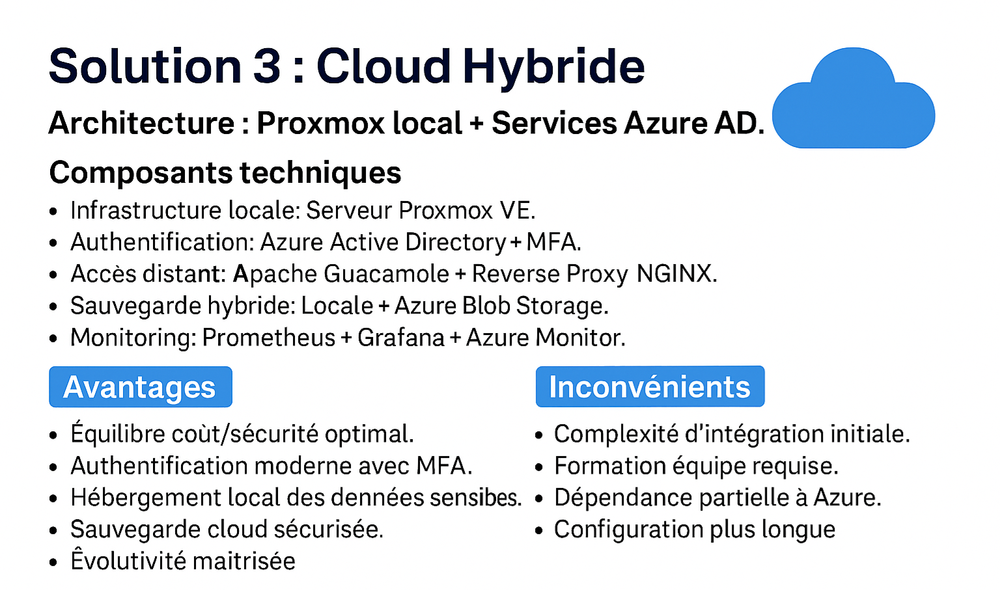 Solution 3 : Cloud Hybride
Architecture : Proxmox local + Services Azure AD.
Composants techniques
• Infrastructure locale: Serveur Proxmox VE.
• Authentification: Azure Active Directory + MFA.
• Accès distant: Apache Guacamole + Reverse Proxy NGINX.
• Sauvegarde hybride: Locale + Azure Blob Storage.
• Monitoring: Prometheus + Grafana + Azure Monitor.
Avantages
• Équilibre coùt/sécurité optimal.
• Authentification moderne avec MFA.
• Hébergement local des dennées sensibes.
• Sauvegarde cloud sécurisée.
• Êvolutivité maitrisée
Inconvénients
• Complexité d'intégration initiale.
• Formation équipe requise.
• Dépendance partielle à Azure.
• Configuration plus longue